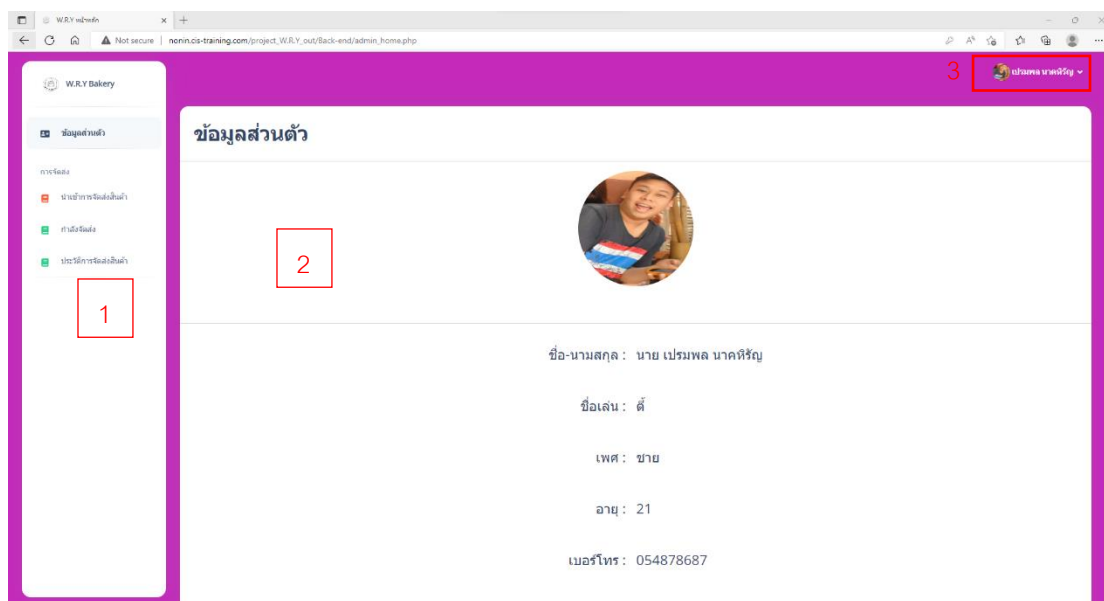 W.R.Y หน้าหลัก
Not secure | nonin.cis-training.com/project_W.R.Y_out/Back-end/admin_home.php
W.R.Y Bakery
3
เปรมพล นาคหิรัญ
ข้อมูลส่วนตัว
ข้อมูลส่วนตัว
การจัดส่ง
นำเข้าการจัดส่งสินค้า
กำลังจัดส่ง
ประวัติการจัดส่งสินค้า
1
2
ชื่อ-นามสกุล : นาย เปรมพล นาคหิรัญ
ชื่อเล่น : ตี้
เพศ : ชาย
อายุ : 21
เบอร์โทร : 054878687